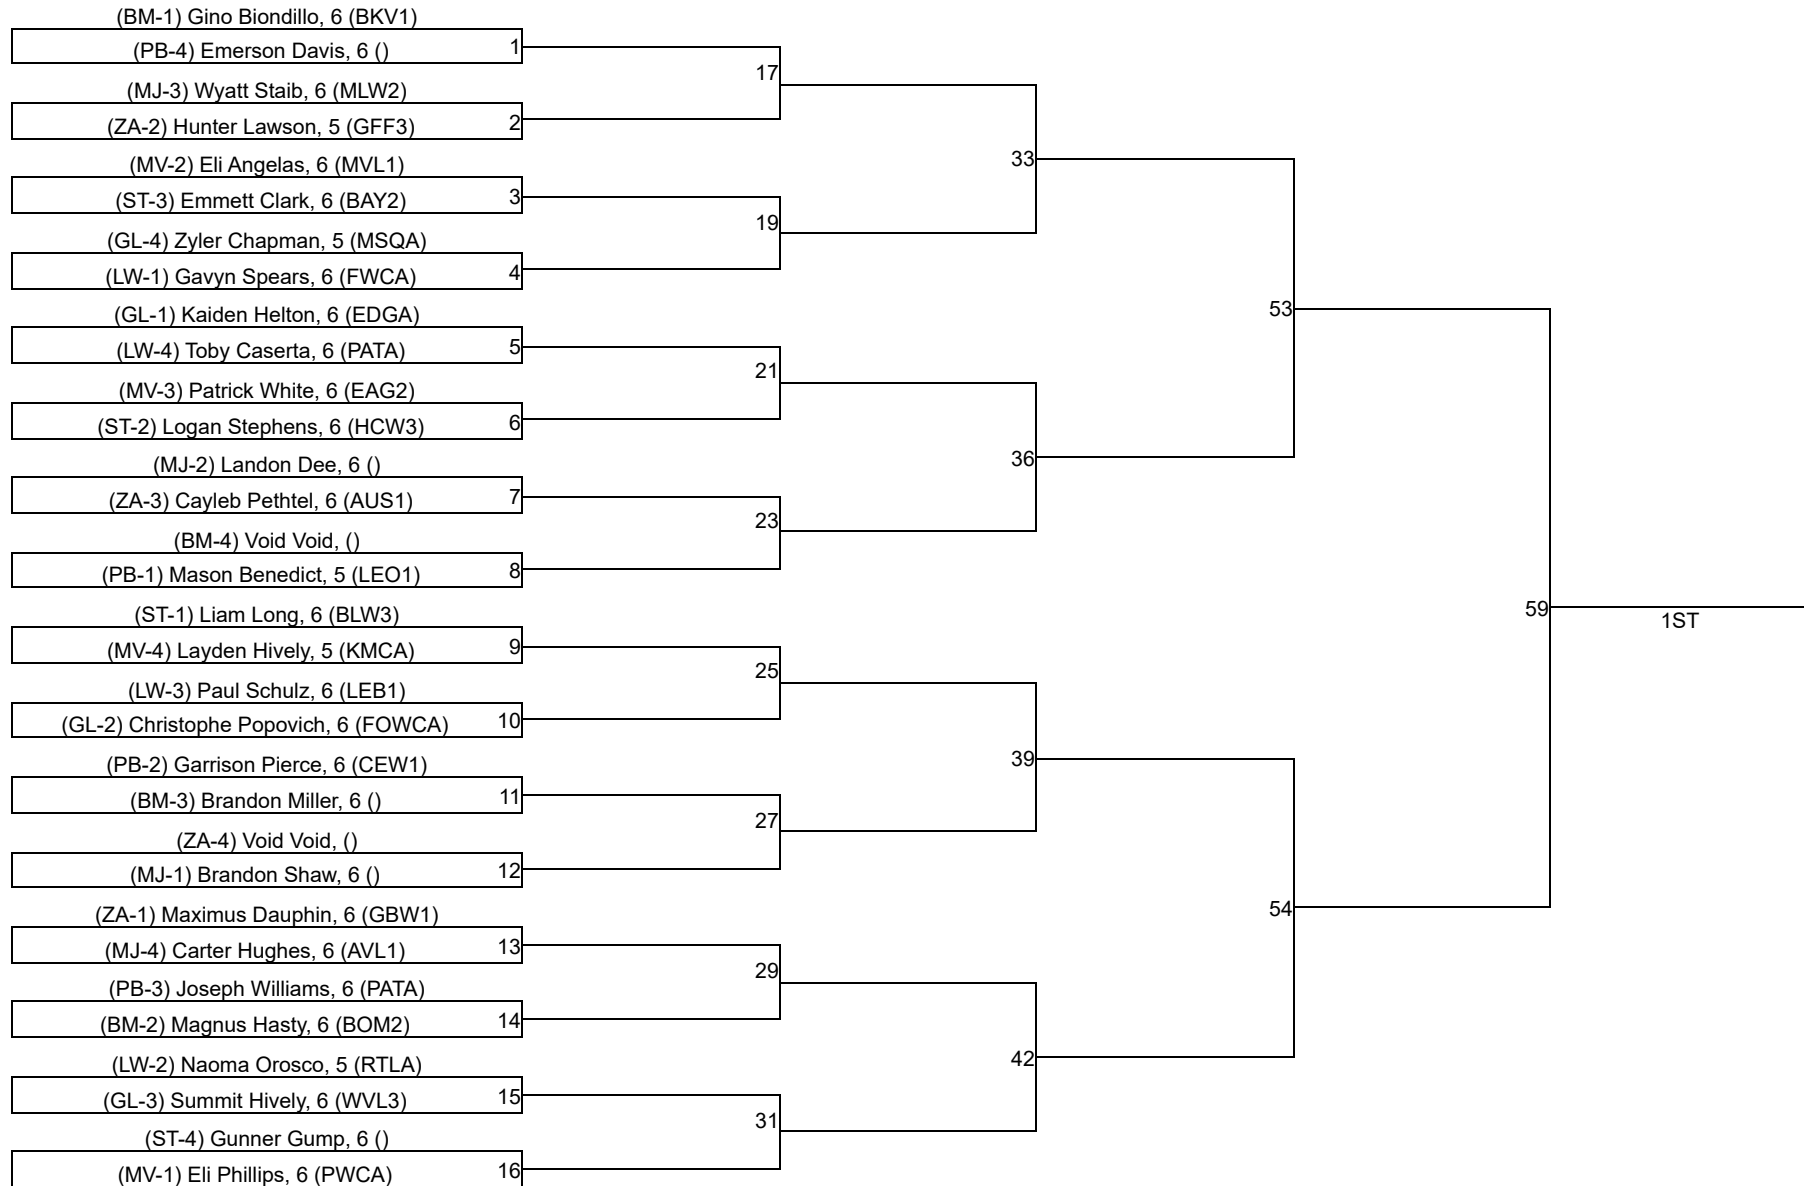 (BM-1) Gino Biondillo, 6 (BKV1)
(PB-4) Emerson Davis, 6 ()
1
17
(MJ-3) Wyatt Staib, 6 (MLW2)
(ZA-2) Hunter Lawson, 5 (GFF3)
2
33
(MV-2) Eli Angelas, 6 (MVL1)
(ST-3) Emmett Clark, 6 (BAY2)
3
19
(GL-4) Zyler Chapman, 5 (MSQA)
(LW-1) Gavyn Spears, 6 (FWCA)
4
53
(GL-1) Kaiden Helton, 6 (EDGA)
(LW-4) Toby Caserta, 6 (PATA)
5
21
(MV-3) Patrick White, 6 (EAG2)
(ST-2) Logan Stephens, 6 (HCW3)
6
36
(MJ-2) Landon Dee, 6 ()
(ZA-3) Cayleb Pethtel, 6 (AUS1)
7
23
(BM-4) Void Void, ()
(PB-1) Mason Benedict, 5 (LEO1)
8
59
1ST
(ST-1) Liam Long, 6 (BLW3)
(MV-4) Layden Hively, 5 (KMCA)
9
25
(LW-3) Paul Schulz, 6 (LEB1)
(GL-2) Christophe Popovich, 6 (FOWCA)
10
39
(PB-2) Garrison Pierce, 6 (CEW1)
(BM-3) Brandon Miller, 6 ()
11
27
(ZA-4) Void Void, ()
(MJ-1) Brandon Shaw, 6 ()
12
54
(ZA-1) Maximus Dauphin, 6 (GBW1)
(MJ-4) Carter Hughes, 6 (AVL1)
13
29
(PB-3) Joseph Williams, 6 (PATA)
(BM-2) Magnus Hasty, 6 (BOM2)
14
42
(LW-2) Naoma Orosco, 5 (RTLA)
(GL-3) Summit Hively, 6 (WVL3)
15
31
(ST-4) Gunner Gump, 6 ()
(MV-1) Eli Phillips, 6 (PWCA)
16